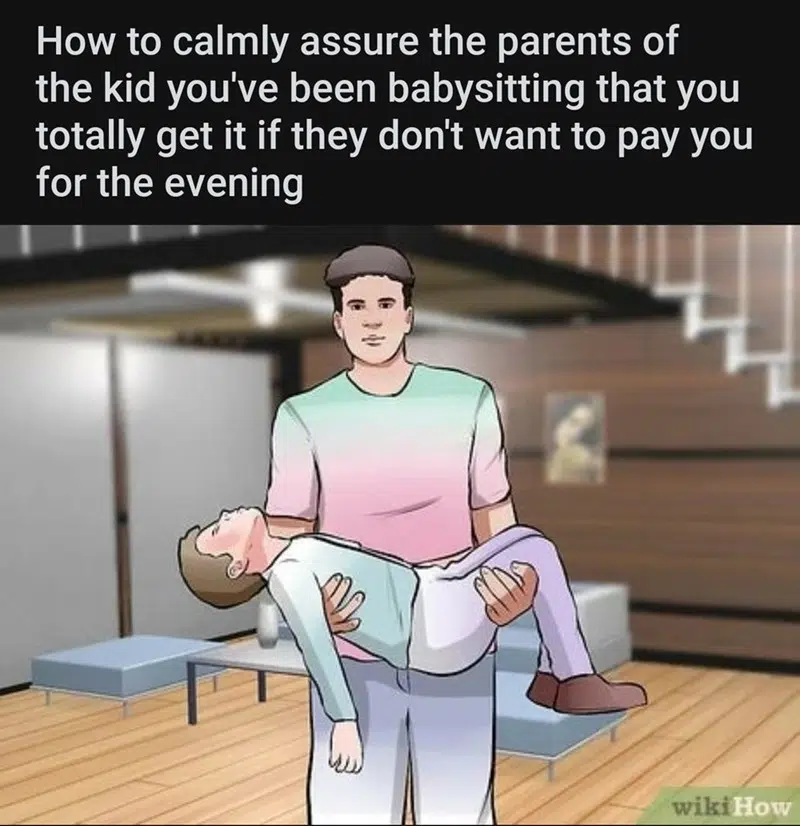 How to calmly assure the parents of
the kid you've been babysitting that you
totally get it if they don't want to pay you
for the evening
wikiHow